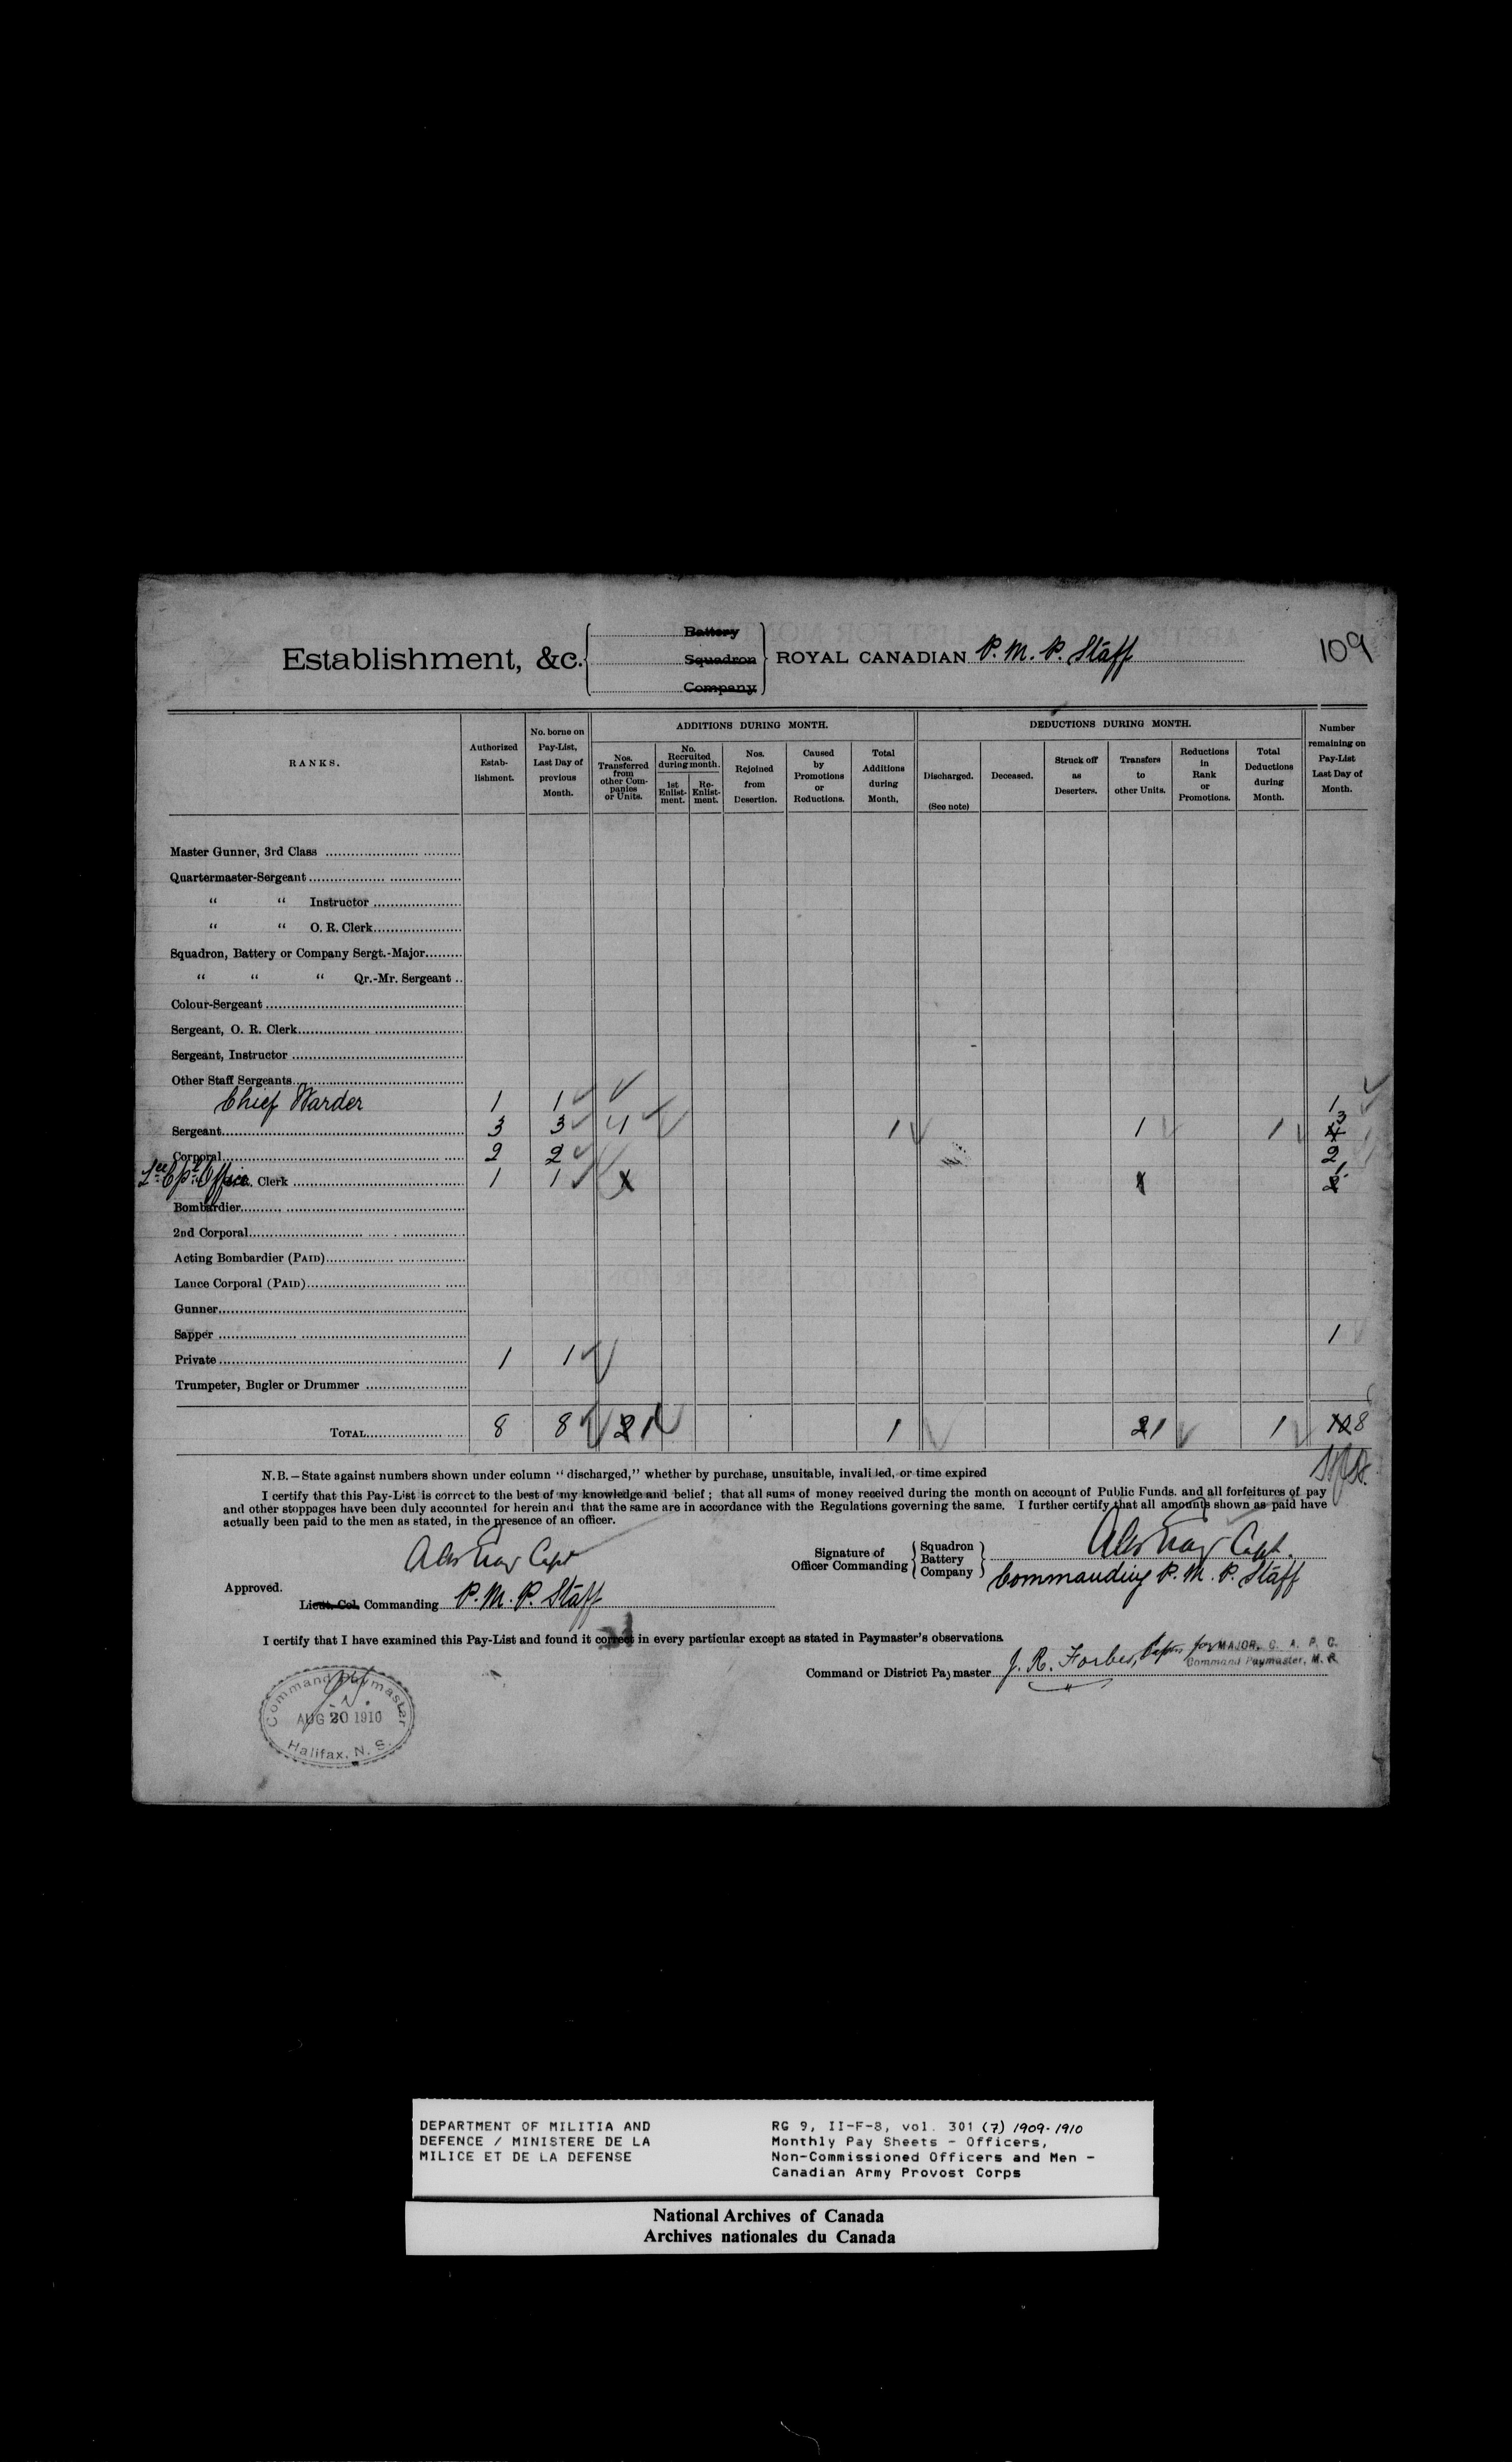 109
Establishment, &c. Battery Squadron Company ROYAL CANADIAN P. M. P. Staff
RANKS.
Authorized Establishment.
No. borne on Pay-List, Last Day of previous Month.
ADDITIONS DURING MONTH.
Nos. Transferred from other Companies or Units.
No. Recruited during month.
1st Enlistment.
Re-Enlistment.
Nos. Rejoined from Desertion.
Caused by Promotions or Reductions.
Total Additions during Month.
DEDUCTIONS DURING MONTH.
Discharged. (See note)
Deceased.
Struck off as Deserters.
Transfers to other Units.
Reductions in Rank or Promotions.
Total Deductions during Month.
Number remaining on Pay-List Last Day of Month.
Master Gunner, 3rd Class
Quartermaster-Sergeant
“ “ Instructor
“ “ O. R. Clerk
Squadron, Battery or Company Sergt.-Major
“ “ “ Qr.-Mr. Sergeant
Colour-Sergeant
Sergeant, O. R. Clerk
Sergeant, Instructor
Other Staff Sergeants
Chief Warder 1 1 1
Sergeant 3 3 1 1 1 3
Corporal 2 2 2
Lce Cpl Office Clerk 1 1 1
Bombardier
2nd Corporal
Acting Bombardier (PAID)
Lance Corporal (PAID)
Gunner
Sapper
1
Private 1 1
Trumpeter, Bugler or Drummer
TOTAL 8 8 1 1 1 1 8
N.B.—State against numbers shown under column “discharged,” whether by purchase, unsuitable, invalided, or time expired
I certify that this Pay-List is correct to the best of my knowledge and belief; that all sums of money received during the month on account of Public Funds. and all forfeitures of pay
and other stoppages have been duly accounted for herein and that the same are in accordance with the Regulations governing the same. I further certify that all amounts shown as paid have
actually been paid to the men as stated, in the presence of an officer.
Capt
Signature of Officer Commanding Squadron Battery Company
Capt.
Commanding P. M. P. Staff
Approved.
Lieut.-Col. Commanding P. M. P. Staff
I certify that I have examined this Pay-List and found it correct in every particular except as stated in Paymaster's observations
Command or District Paymaster J. R. Forbes, for MAJOR, C. A. P. C.
Command Paymaster, M. P.
Command Paymaster
AUG 20 1910
Halifax, N. S.
DEPARTMENT OF MILITIA AND
DEFENCE / MINISTERE DE LA
MILICE ET DE LA DEFENSE
RG 9, II-F-8, vol. 301 (7) 1909-1910
Monthly Pay Sheets - Officers,
Non-Commissioned Officers and Men -
Canadian Army Provost Corps
National Archives of Canada
Archives nationales du Canada